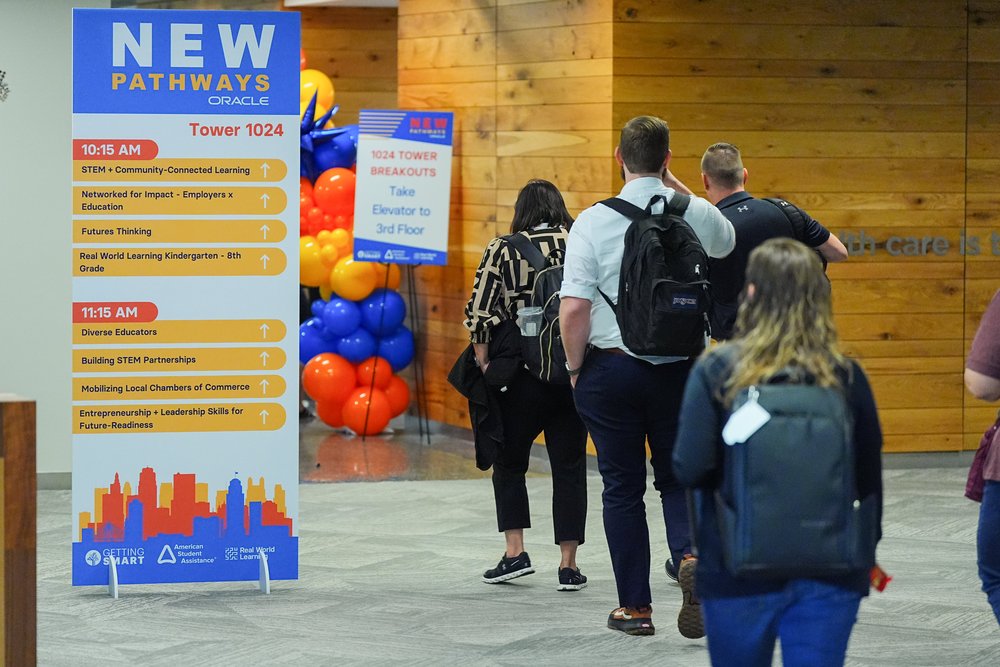 NEW
PATHWAYS
ORACLE
Tower 1024
10:15 AM
STEM + Community-Connected Learning
Networked for Impact - Employers x
Education
Futures Thinking
Real World Learning Kindergarten - 8th
Grade
11:15 AM
Diverse Educators
Building STEM Partnerships
Mobilizing Local Chambers of Commerce
Entrepreneurship + Leadership Skills for
Future-Readiness
GETTING
SMART
American
Student
Assistance
Real World
Learning
NEW
PATHWAYS
ORACLE
1024 TOWER
BREAKOUTS
Take
Elevator to
3rd Floor
JANSPORT
care is